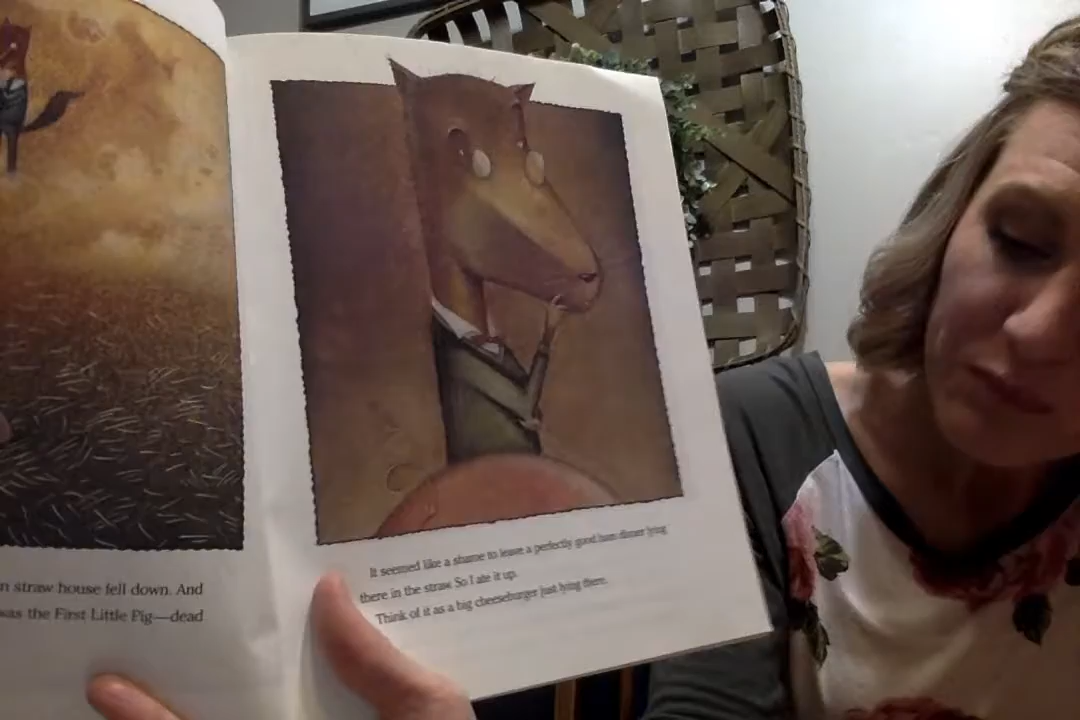 n straw house fell down. And
was the First Little Pig—dead
It seemed like a shame to leave a perfectly good ham dinner lying
there in the straw. So I ate it up.
Think of it as a big cheeseburger just lying there.